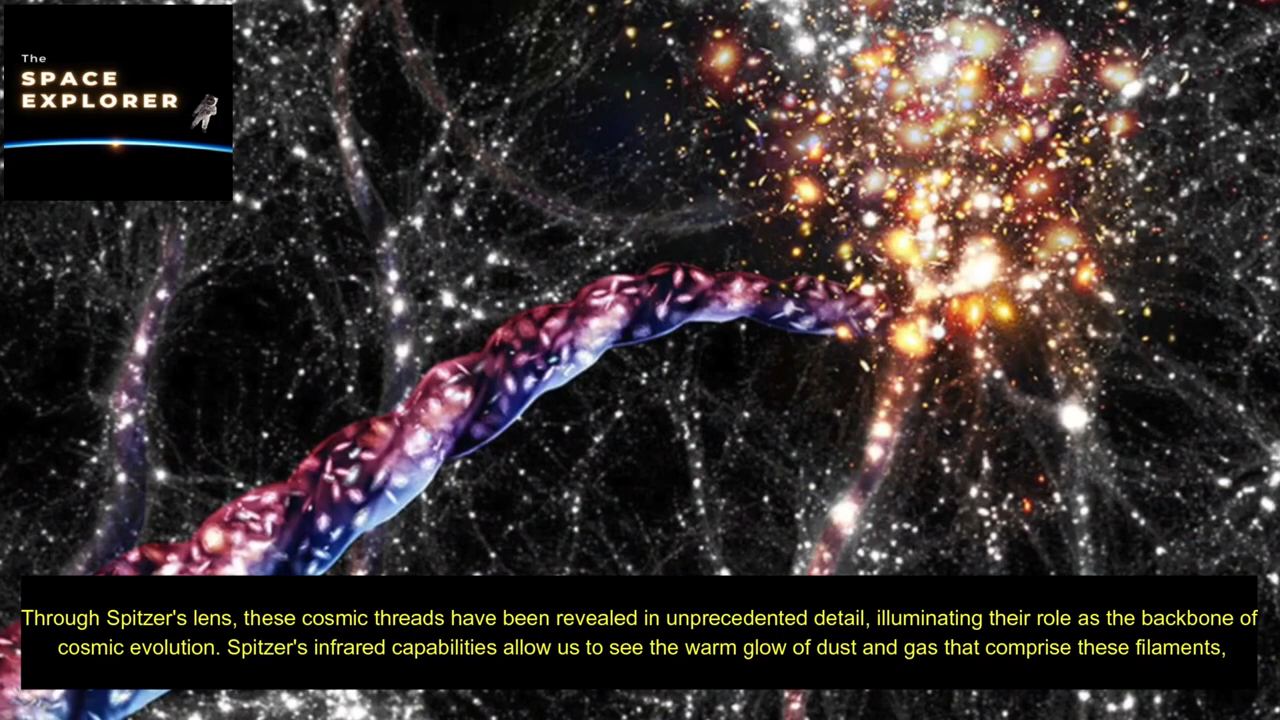 The
SPACE
EXPLORER
Through Spitzer's lens, these cosmic threads have been revealed in unprecedented detail, illuminating their role as the backbone of
cosmic evolution. Spitzer's infrared capabilities allow us to see the warm glow of dust and gas that comprise these filaments,